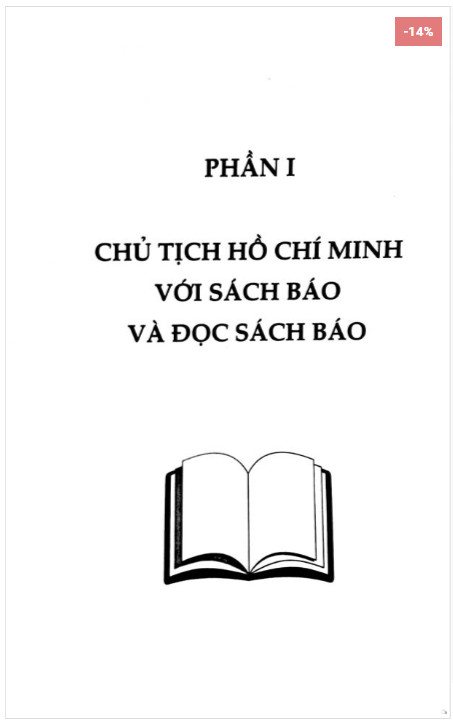 -14%
PHẦN I
CHỦ TỊCH HỒ CHÍ MINH
VỚI SÁCH BÁO
VÀ ĐỌC SÁCH BÁO